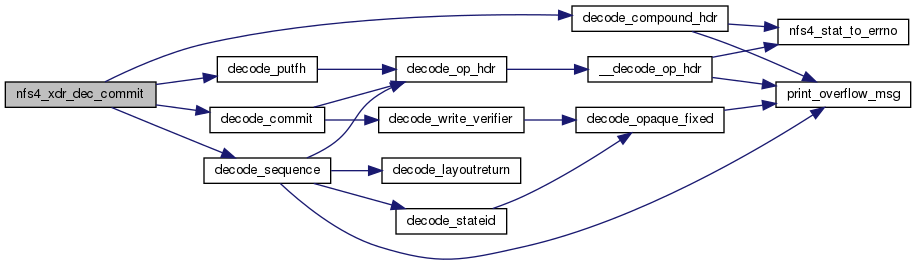 nfs4_xdr_dec_commit
decode_compound_hdr
nfs4_stat_to_errno
decode_putfh
decode_op_hdr
__decode_op_hdr
print_overflow_msg
decode_commit
decode_write_verifier
decode_opaque_fixed
decode_sequence
decode_layoutreturn
decode_stateid